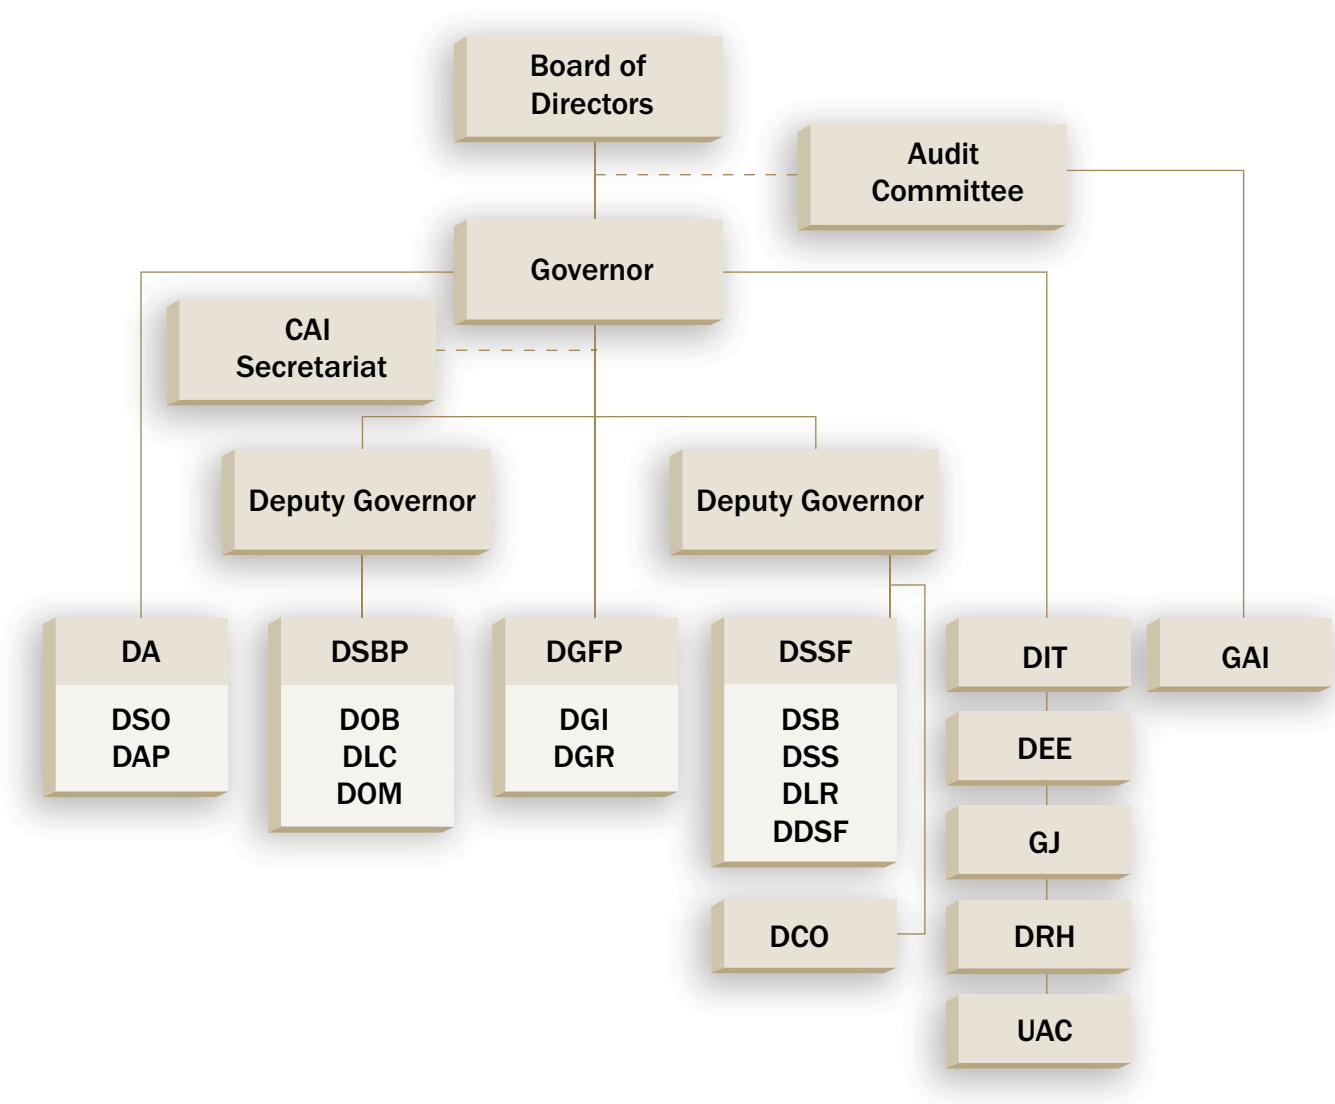 Board of
Directors
Audit
Committee
Governor
CAI
Secretariat
Deputy Governor
Deputy Governor
DA
DSO
DAP
DSBP
DOB
DLC
DOM
DGFP
DGI
DGR
DSSF
DSB
DSS
DLR
DDSF
DCO
DIT
DEE
GJ
DRH
UAC
GAI